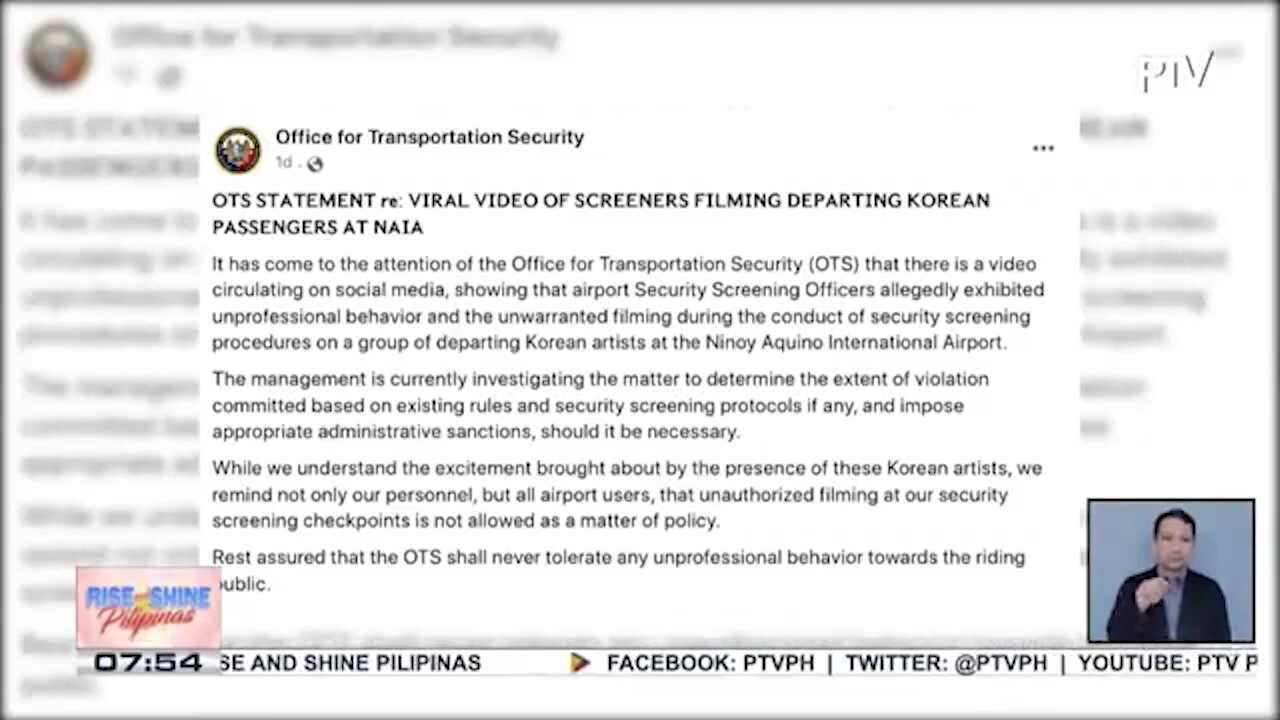 Office for Transportation Security
PTV
Office for Transportation Security
1d .
OTS STATEMENT re: VIRAL VIDEO OF SCREENERS FILMING DEPARTING KOREAN
PASSENGERS AT NAIA
It has come to the attention of the Office for Transportation Security (OTS) that there is a video
circulating on social media, showing that airport Security Screening Officers allegedly exhibited
unprofessional behavior and the unwarranted filming during the conduct of security screening
procedures on a group of departing Korean artists at the Ninoy Aquino International Airport.
The management is currently investigating the matter to determine the extent of violation
committed based on existing rules and security screening protocols if any, and impose
appropriate administrative sanctions, should it be necessary.
While we understand the excitement brought about by the presence of these Korean artists, we
remind not only our personnel, but all airport users, that unauthorized filming at our security
screening checkpoints is not allowed as a matter of policy.
Rest assured that the OTS shall never tolerate any unprofessional behavior towards the riding
public.
RISE AND SHINE
Pilipinas
07:54 SE AND SHINE PILIPINAS FACEBOOK: PTVPH | TWITTER: @PTVPH | YOUTUBE: PTV P